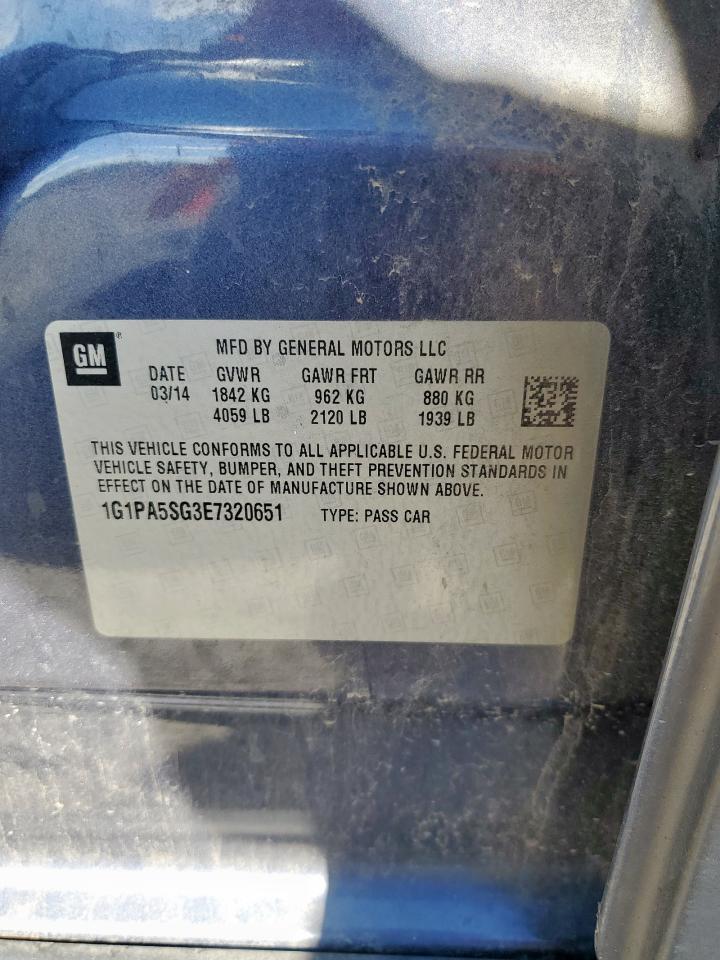 GM®
MFD BY GENERAL MOTORS LLC
DATE GVWR GAWR FRT GAWR RR
03/14 1842 KG 962 KG 880 KG
4059 LB 2120 LB 1939 LB
THIS VEHICLE CONFORMS TO ALL APPLICABLE U.S. FEDERAL MOTOR
VEHICLE SAFETY, BUMPER, AND THEFT PREVENTION STANDARDS IN
EFFECT ON THE DATE OF MANUFACTURE SHOWN ABOVE.
1G1PA5SG3E7320651 TYPE: PASS CAR